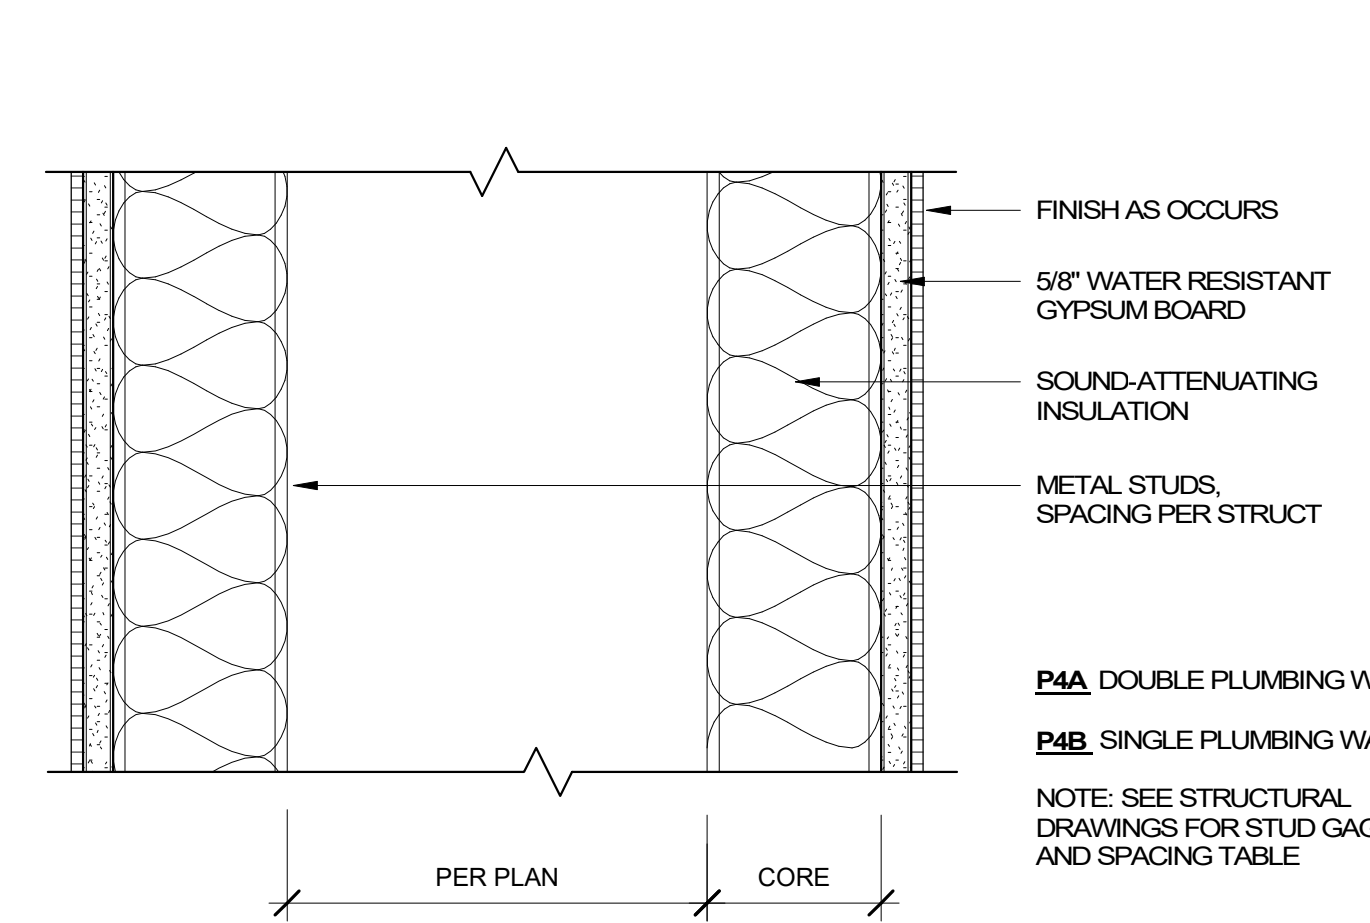 FINISH AS OCCURS
5/8" WATER RESISTANT
GYPSUM BOARD
SOUND-ATTENUATING
INSULATION
METAL STUDS,
SPACING PER STRUCT
P4A DOUBLE PLUMBING
P4B SINGLE PLUMBING
NOTE: SEE STRUCTURAL
DRAWINGS FOR STUD
AND SPACING TABLE
PER PLAN
CORE